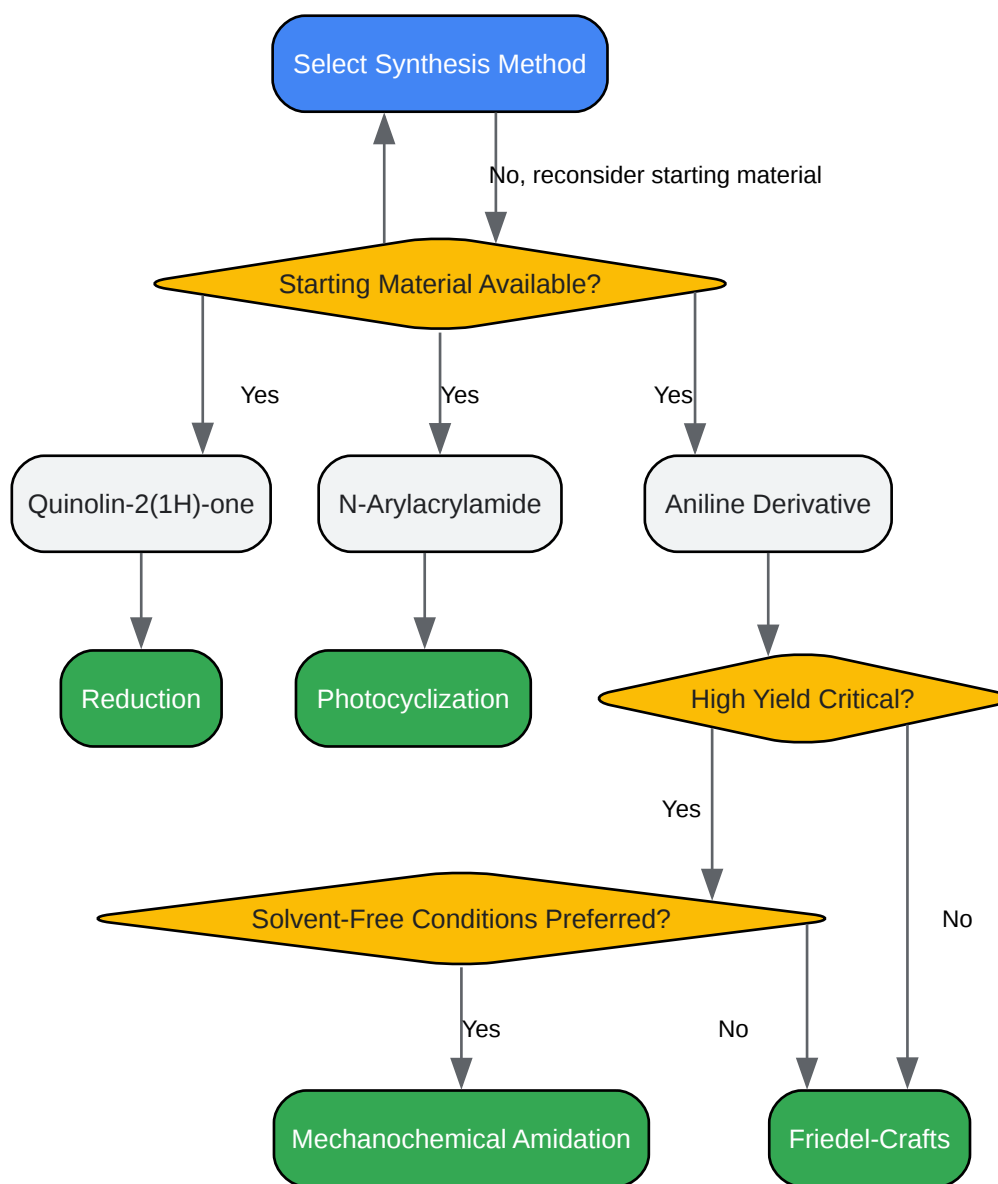 Select Synthesis Method
No, reconsider starting material
Starting Material Available?
Yes
Yes
Yes
Quinolin-2(1H)-one
N-Arylacrylamide
Aniline Derivative
Reduction
Photocyclization
High Yield Critical?
Yes
Solvent-Free Conditions Preferred?
No
Yes
No
Mechanochemical Amidation
Friedel-Crafts